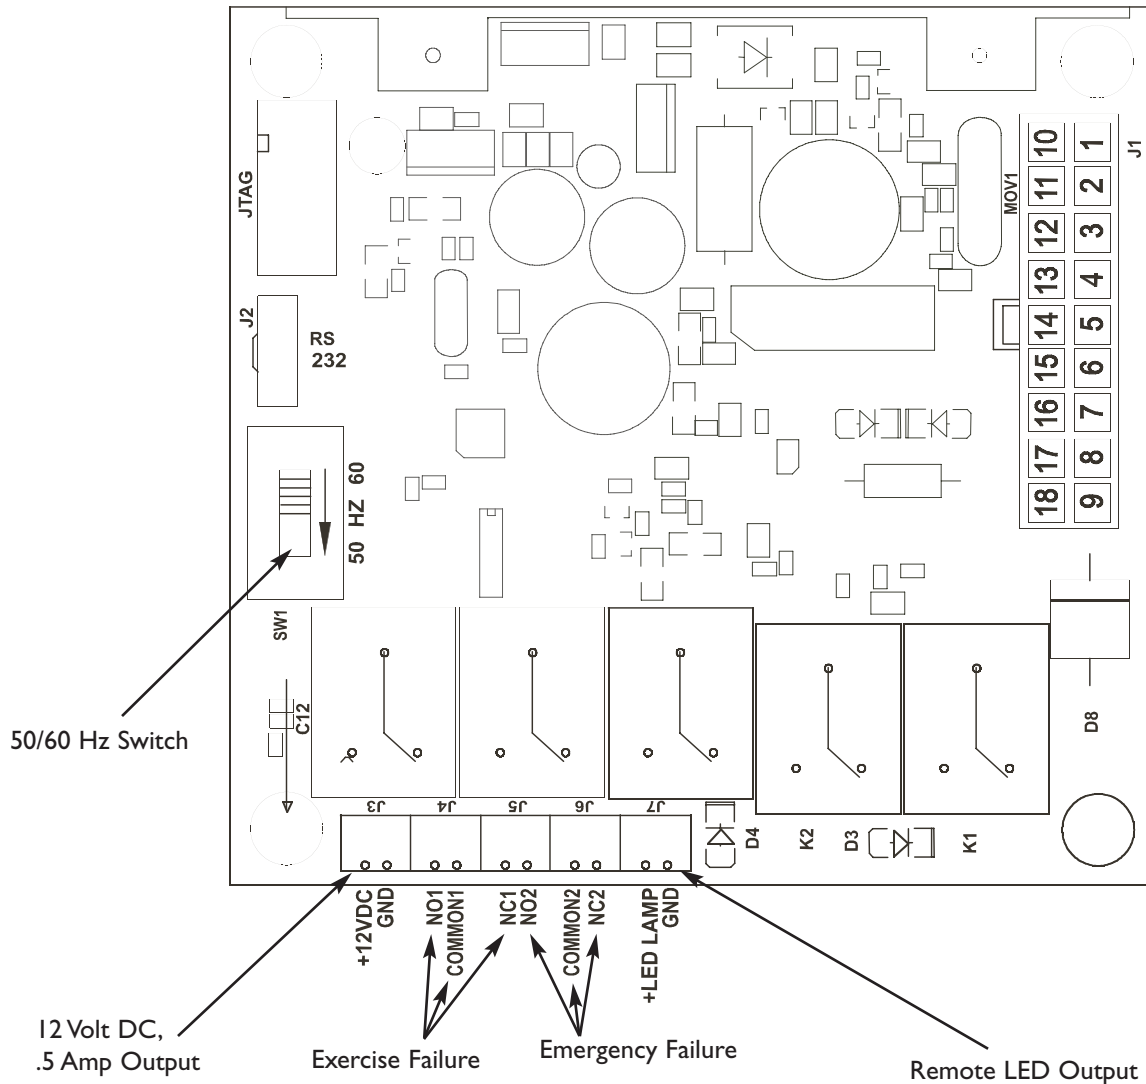 JTAG
J2
RS
232
50 HZ 60
SW1
C12
MOV1
J1
10 1
11 2
12 3
13 4
14 5
15 6
16 7
17 8
18 9
D8
J3
J4
J5
J6
J7
D4
K2
D3
K1
+12VDC
GND
NO1
COMMON1
NC1
NO2
COMMON2
NC2
+LED LAMP
GND
50/60 Hz Switch
12 Volt DC,
.5 Amp Output
Exercise Failure
Emergency Failure
Remote LED Output